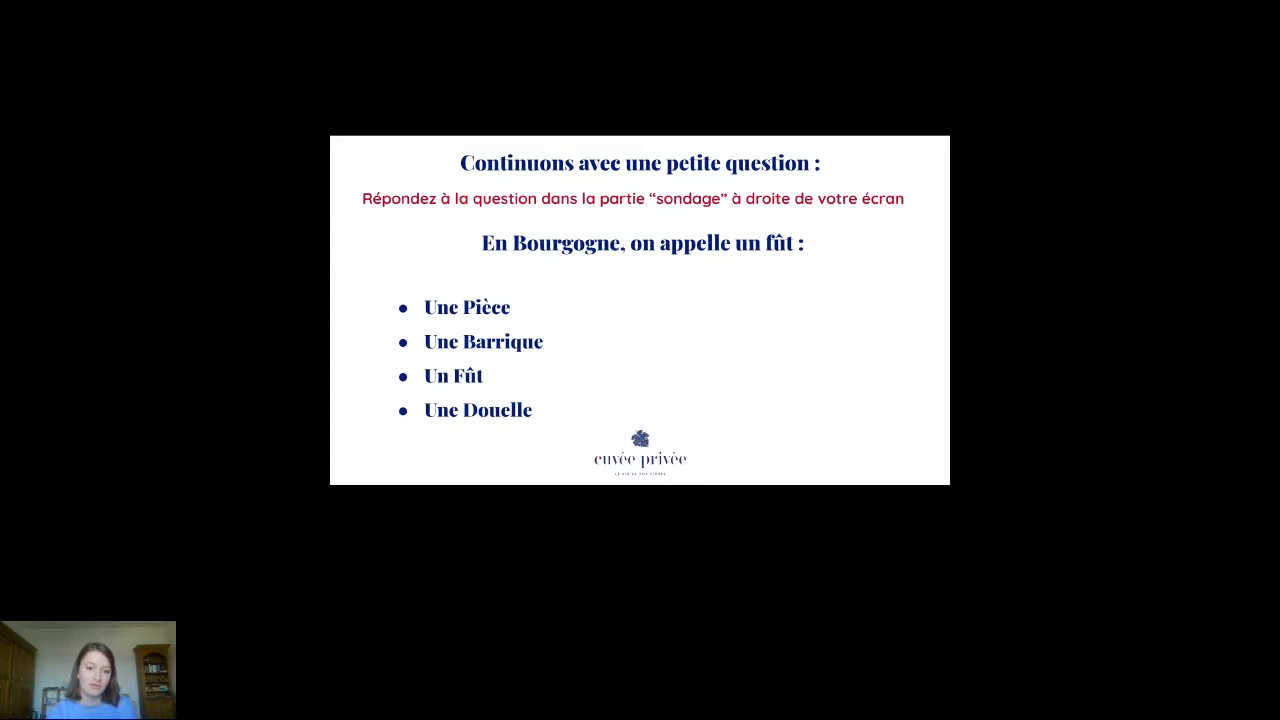 Continuons avec une petite question :
Répondez à la question dans la partie “sondage” à droite de votre écran
En Bourgogne, on appelle un fût :
● Une Pièce
● Une Barrique
● Un Fût
● Une Douelle
cuvée privée